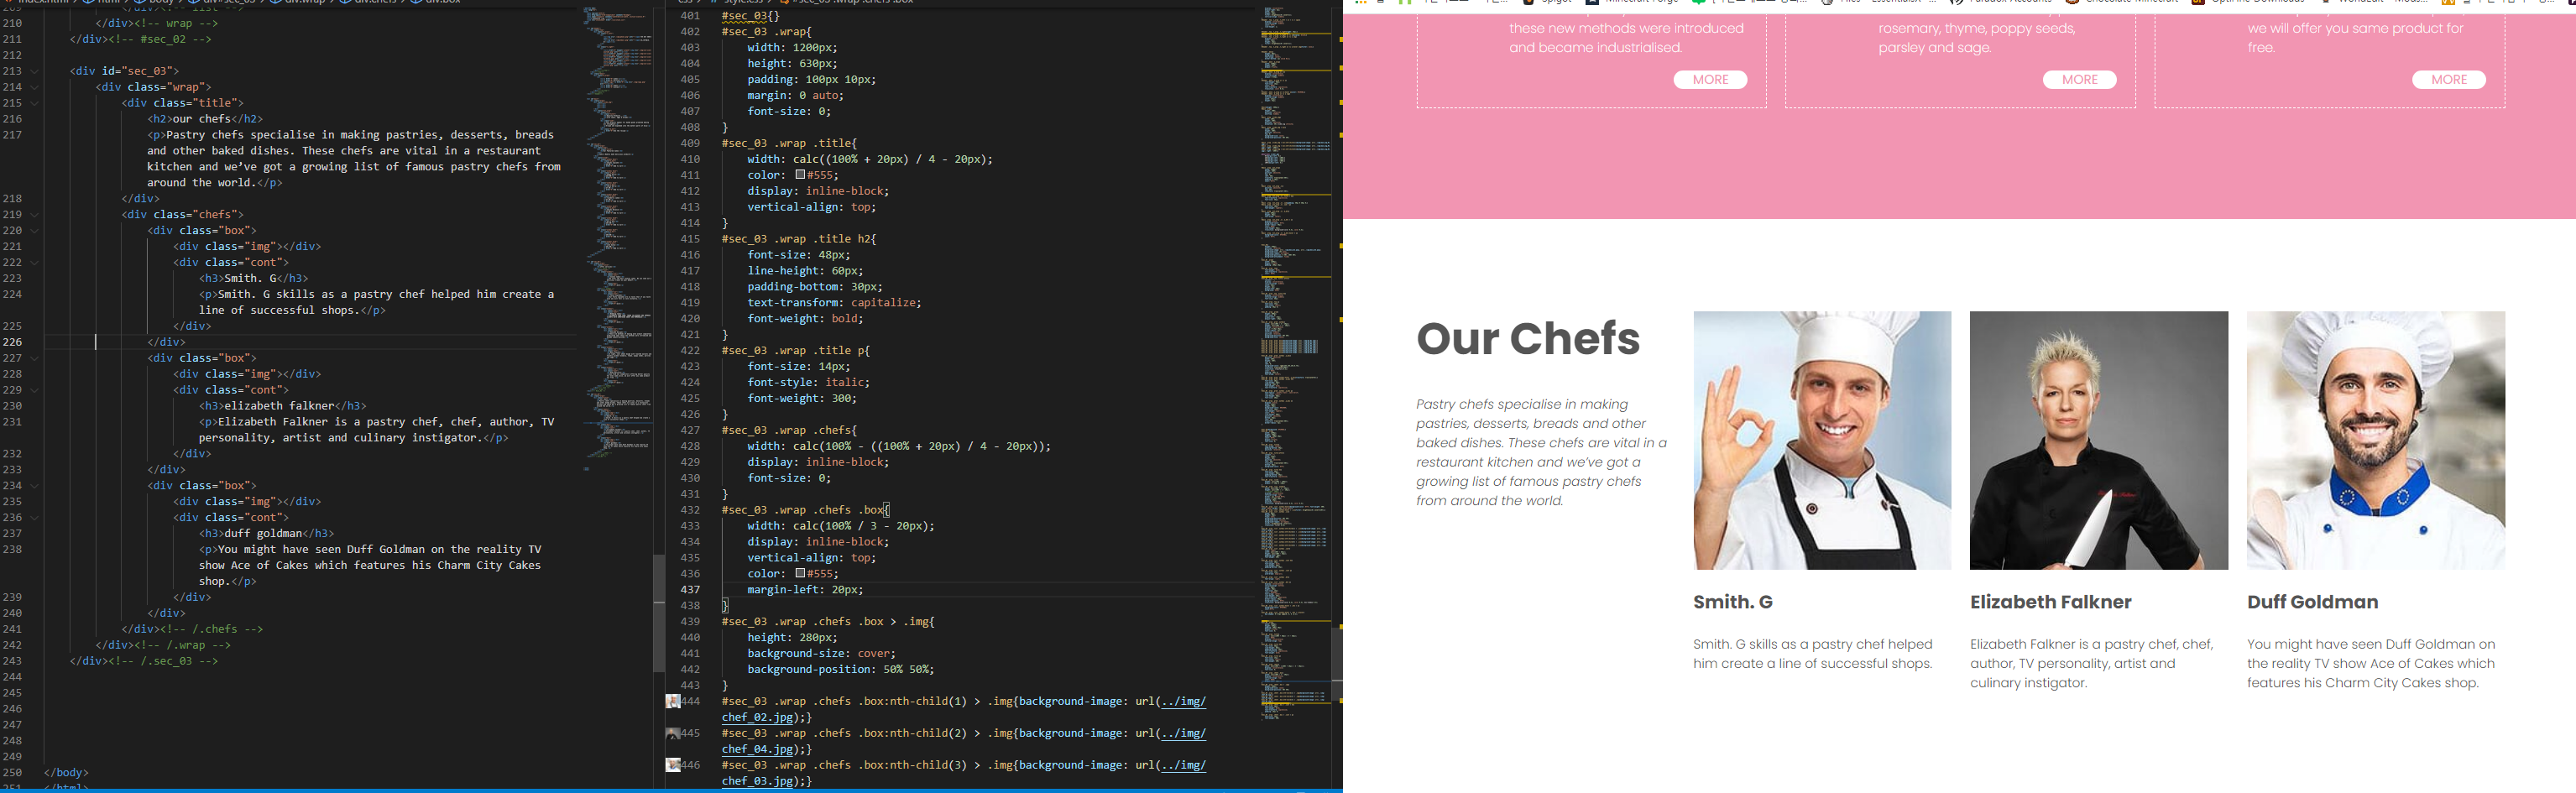 210 </div><!-- wrap -->
211 </div><!-- #sec_02 -->
212
213 <div id="sec_03">
214 <div class="wrap">
215 <div class="title">
216 <h2>our chefs</h2>
217 <p>Pastry chefs specialise in making pastries, desserts, breads
and other baked dishes. These chefs are vital in a restaurant
kitchen and we’ve got a growing list of famous pastry chefs from
around the world.</p>
218 </div>
219 <div class="chefs">
220 <div class="box">
221 <div class="img"></div>
222 <div class="cont">
223 <h3>Smith. G</h3>
224 <p>Smith. G skills as a pastry chef helped him create a
line of successful shops.</p>
225 </div>
226 </div>
227 <div class="box">
228 <div class="img"></div>
229 <div class="cont">
230 <h3>elizabeth falkner</h3>
231 <p>Elizabeth Falkner is a pastry chef, chef, author, TV
personality, artist and culinary instigator.</p>
232 </div>
233 </div>
234 <div class="box">
235 <div class="img"></div>
236 <div class="cont">
237 <h3>duff goldman</h3>
238 <p>You might have seen Duff Goldman on the reality TV
show Ace of Cakes which features his Charm City Cakes
shop.</p>
239 </div>
240 </div>
241 </div><!-- /.chefs -->
242 </div><!-- /.wrap -->
243 </div><!-- /.sec_03 -->
244
245
246
247
248
249
250 </body>
401 #sec_03{}
402 #sec_03 .wrap{
403 width: 1200px;
404 height: 630px;
405 padding: 100px 10px;
406 margin: 0 auto;
407 font-size: 0;
408 }
409 #sec_03 .wrap .title{
410 width: calc((100% + 20px) / 4 - 20px);
411 color: #555;
412 display: inline-block;
413 vertical-align: top;
414 }
415 #sec_03 .wrap .title h2{
416 font-size: 48px;
417 line-height: 60px;
418 padding-bottom: 30px;
419 text-transform: capitalize;
420 font-weight: bold;
421 }
422 #sec_03 .wrap .title p{
423 font-size: 14px;
424 font-style: italic;
425 font-weight: 300;
426 }
427 #sec_03 .wrap .chefs{
428 width: calc(100% - ((100% + 20px) / 4 - 20px));
429 display: inline-block;
430 font-size: 0;
431 }
432 #sec_03 .wrap .chefs .box{
433 width: calc(100% / 3 - 20px);
434 display: inline-block;
435 vertical-align: top;
436 color: #555;
437 margin-left: 20px;
438 }
439 #sec_03 .wrap .chefs .box > .img{
440 height: 280px;
441 background-size: cover;
442 background-position: 50% 50%;
443 }
444 #sec_03 .wrap .chefs .box:nth-child(1) > .img{background-image: url(../img/
chef_02.jpg);}
445 #sec_03 .wrap .chefs .box:nth-child(2) > .img{background-image: url(../img/
chef_04.jpg);}
446 #sec_03 .wrap .chefs .box:nth-child(3) > .img{background-image: url(../img/
chef_03.jpg);}
these new methods were introduced
and became industrialised.
MORE
rosemary, thyme, poppy seeds,
parsley and sage.
MORE
we will offer you same product for
free.
MORE
Our Chefs
Pastry chefs specialise in making
pastries, desserts, breads and other
baked dishes. These chefs are vital in a
restaurant kitchen and we’ve got a
growing list of famous pastry chefs
from around the world.
Smith. G
Smith. G skills as a pastry chef helped
him create a line of successful shops.
Elizabeth Falkner
Elizabeth Falkner is a pastry chef, chef,
author, TV personality, artist and
culinary instigator.
Duff Goldman
You might have seen Duff Goldman on
the reality TV show Ace of Cakes which
features his Charm City Cakes shop.